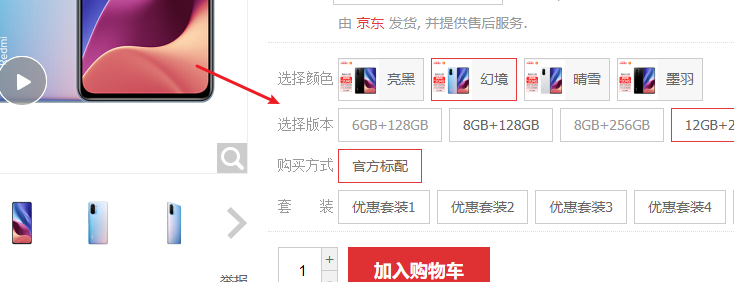 由 京东 发货, 并提供售后服务.
Redmi
选择颜色 亮黑 幻境 晴雪 墨羽
选择版本 6GB+128GB 8GB+128GB 8GB+256GB 12GB+2
购买方式 官方标配
套 装 优惠套装1 优惠套装2 优惠套装3 优惠套装4
举报
1 +
加入购物车